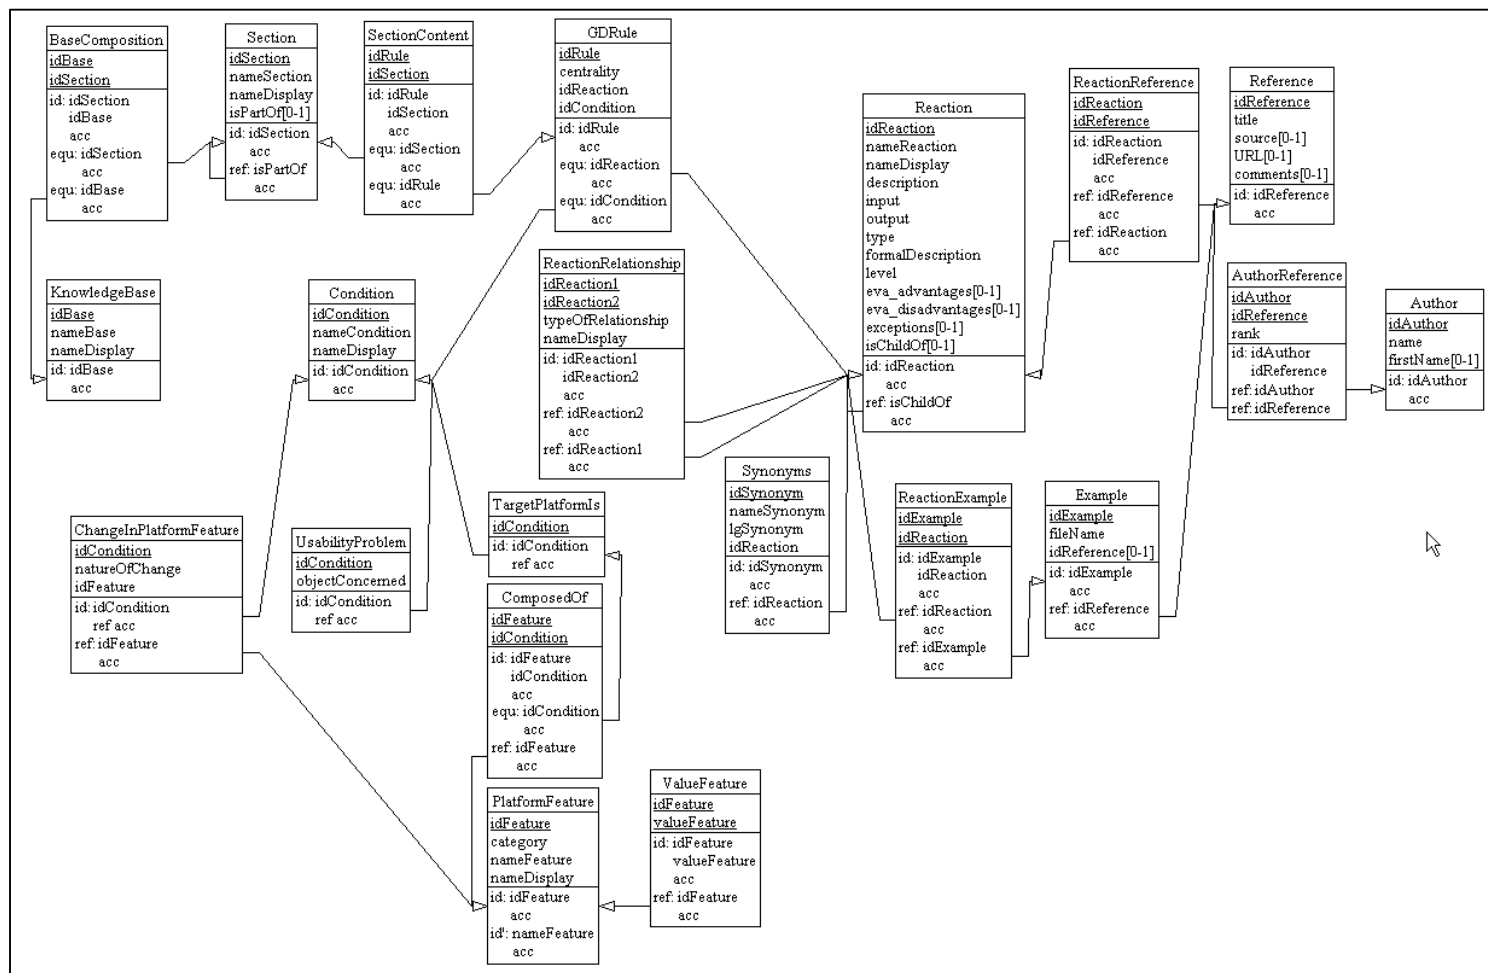 BaseComposition
idBase
idSection
id: idSection
idBase
acc
equ: idSection
acc
equ: idBase
acc
Section
idSection
nameSection
nameDisplay
isPartOf[0-1]
id: idSection
acc
ref: isPartOf
acc
SectionContent
idRule
idSection
id: idRule
idSection
acc
equ: idSection
acc
equ: idRule
acc
GDRule
idRule
centrality
idReaction
idCondition
id: idRule
acc
equ: idReaction
acc
equ: idCondition
acc
Reaction
idReaction
nameReaction
nameDisplay
description
input
output
type
formalDescription
level
eva_advantages[0-1]
eva_disadvantages[0-1]
exceptions[0-1]
isChildOf[0-1]
id: idReaction
acc
ref: isChildOf
acc
ReactionReference
idReaction
idReference
id: idReaction
idReference
acc
ref: idReference
acc
ref: idReaction
acc
Reference
idReference
title
source[0-1]
URL[0-1]
comments[0-1]
id: idReference
acc
KnowledgeBase
idBase
nameBase
nameDisplay
id: idBase
acc
Condition
idCondition
nameCondition
nameDisplay
id: idCondition
acc
ReactionRelationship
idReaction1
idReaction2
typeOfRelationship
nameDisplay
id: idReaction1
idReaction2
acc
ref: idReaction2
acc
ref: idReaction1
acc
AuthorReference
idAuthor
idReference
rank
id: idAuthor
idReference
ref: idAuthor
ref: idReference
Author
idAuthor
name
firstName[0-1]
id: idAuthor
acc
ChangeInPlatformFeature
idCondition
natureOfChange
idFeature
id: idCondition
ref acc
ref: idFeature
acc
UsabilityProblem
idCondition
objectConcerned
id: idCondition
ref acc
TargetPlatformIs
idCondition
id: idCondition
ref acc
Synonyms
idSynonym
nameSynonym
lgSynonym
idReaction
id: idSynonym
acc
ref: idReaction
acc
ReactionExample
idExample
idReaction
id: idExample
idReaction
acc
ref: idReaction
acc
ref: idExample
acc
Example
idExample
fileName
idReference[0-1]
id: idExample
acc
ref: idReference
acc
ComposedOf
idFeature
idCondition
id: idFeature
idCondition
acc
equ: idCondition
acc
ref: idFeature
acc
PlatformFeature
idFeature
category
nameFeature
nameDisplay
id: idFeature
acc
id': nameFeature
acc
ValueFeature
idFeature
valueFeature
id: idFeature
valueFeature
acc
ref: idFeature
acc